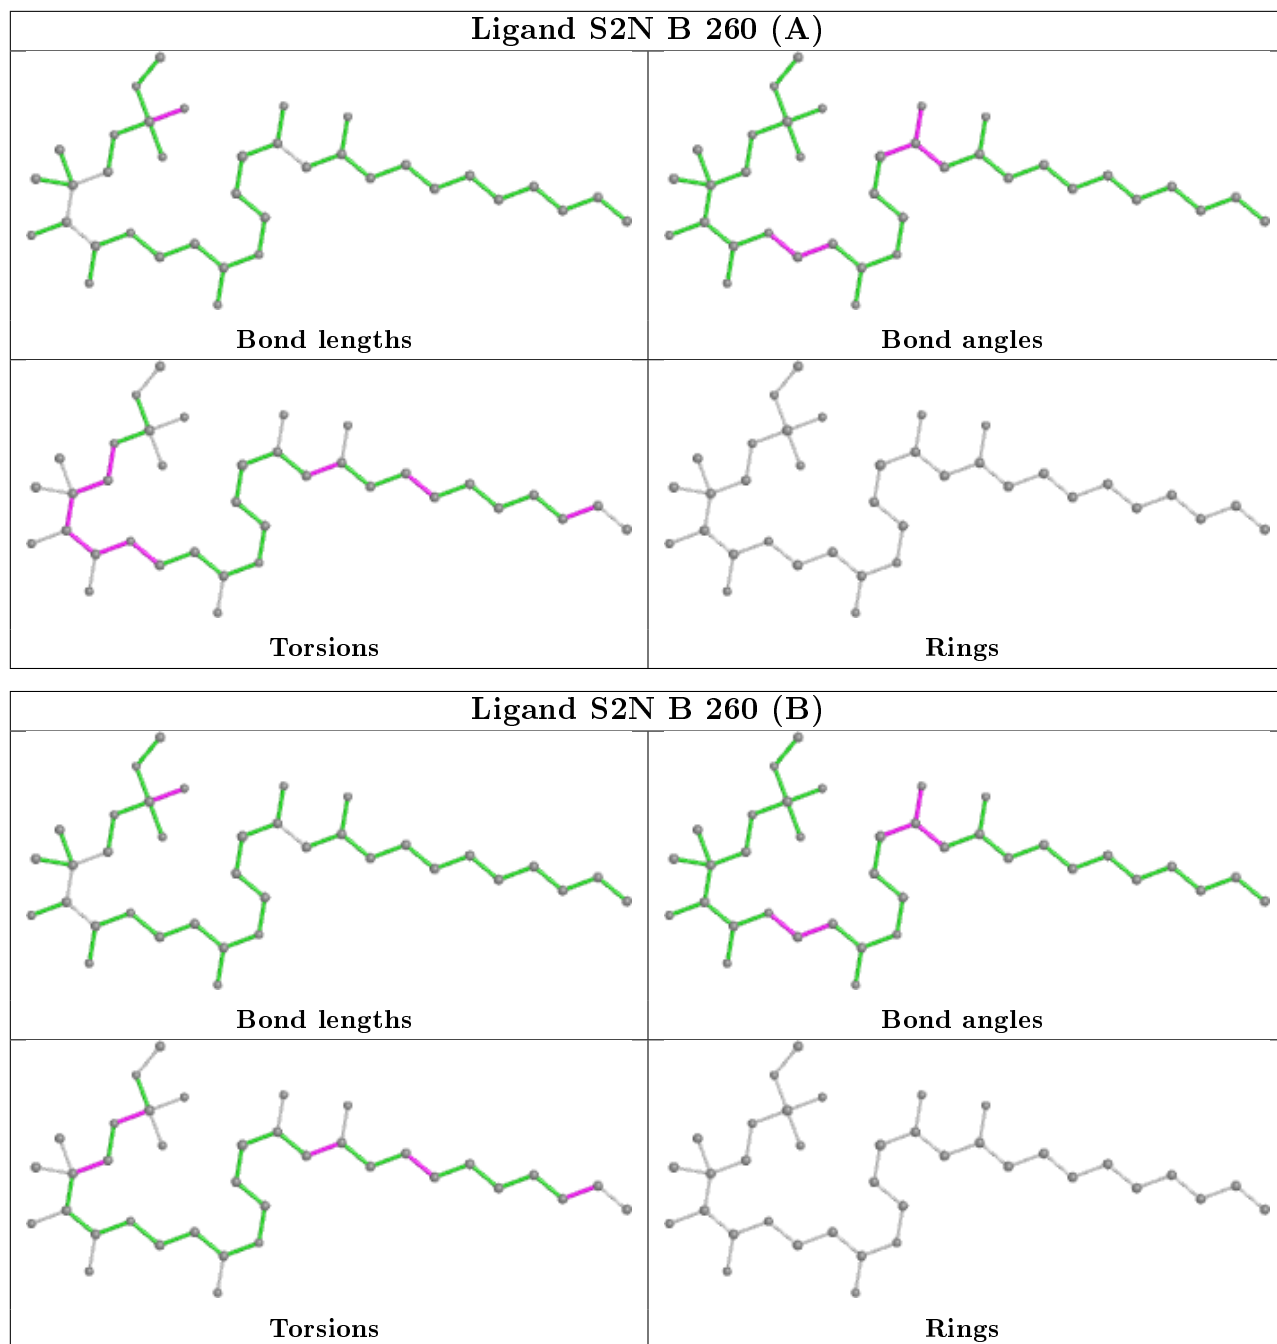 Ligand S2N B 260 (A)
Bond lengths
Bond angles
Torsions
Rings
Ligand S2N B 260 (B)
Bond lengths
Bond angles
Torsions
Rings